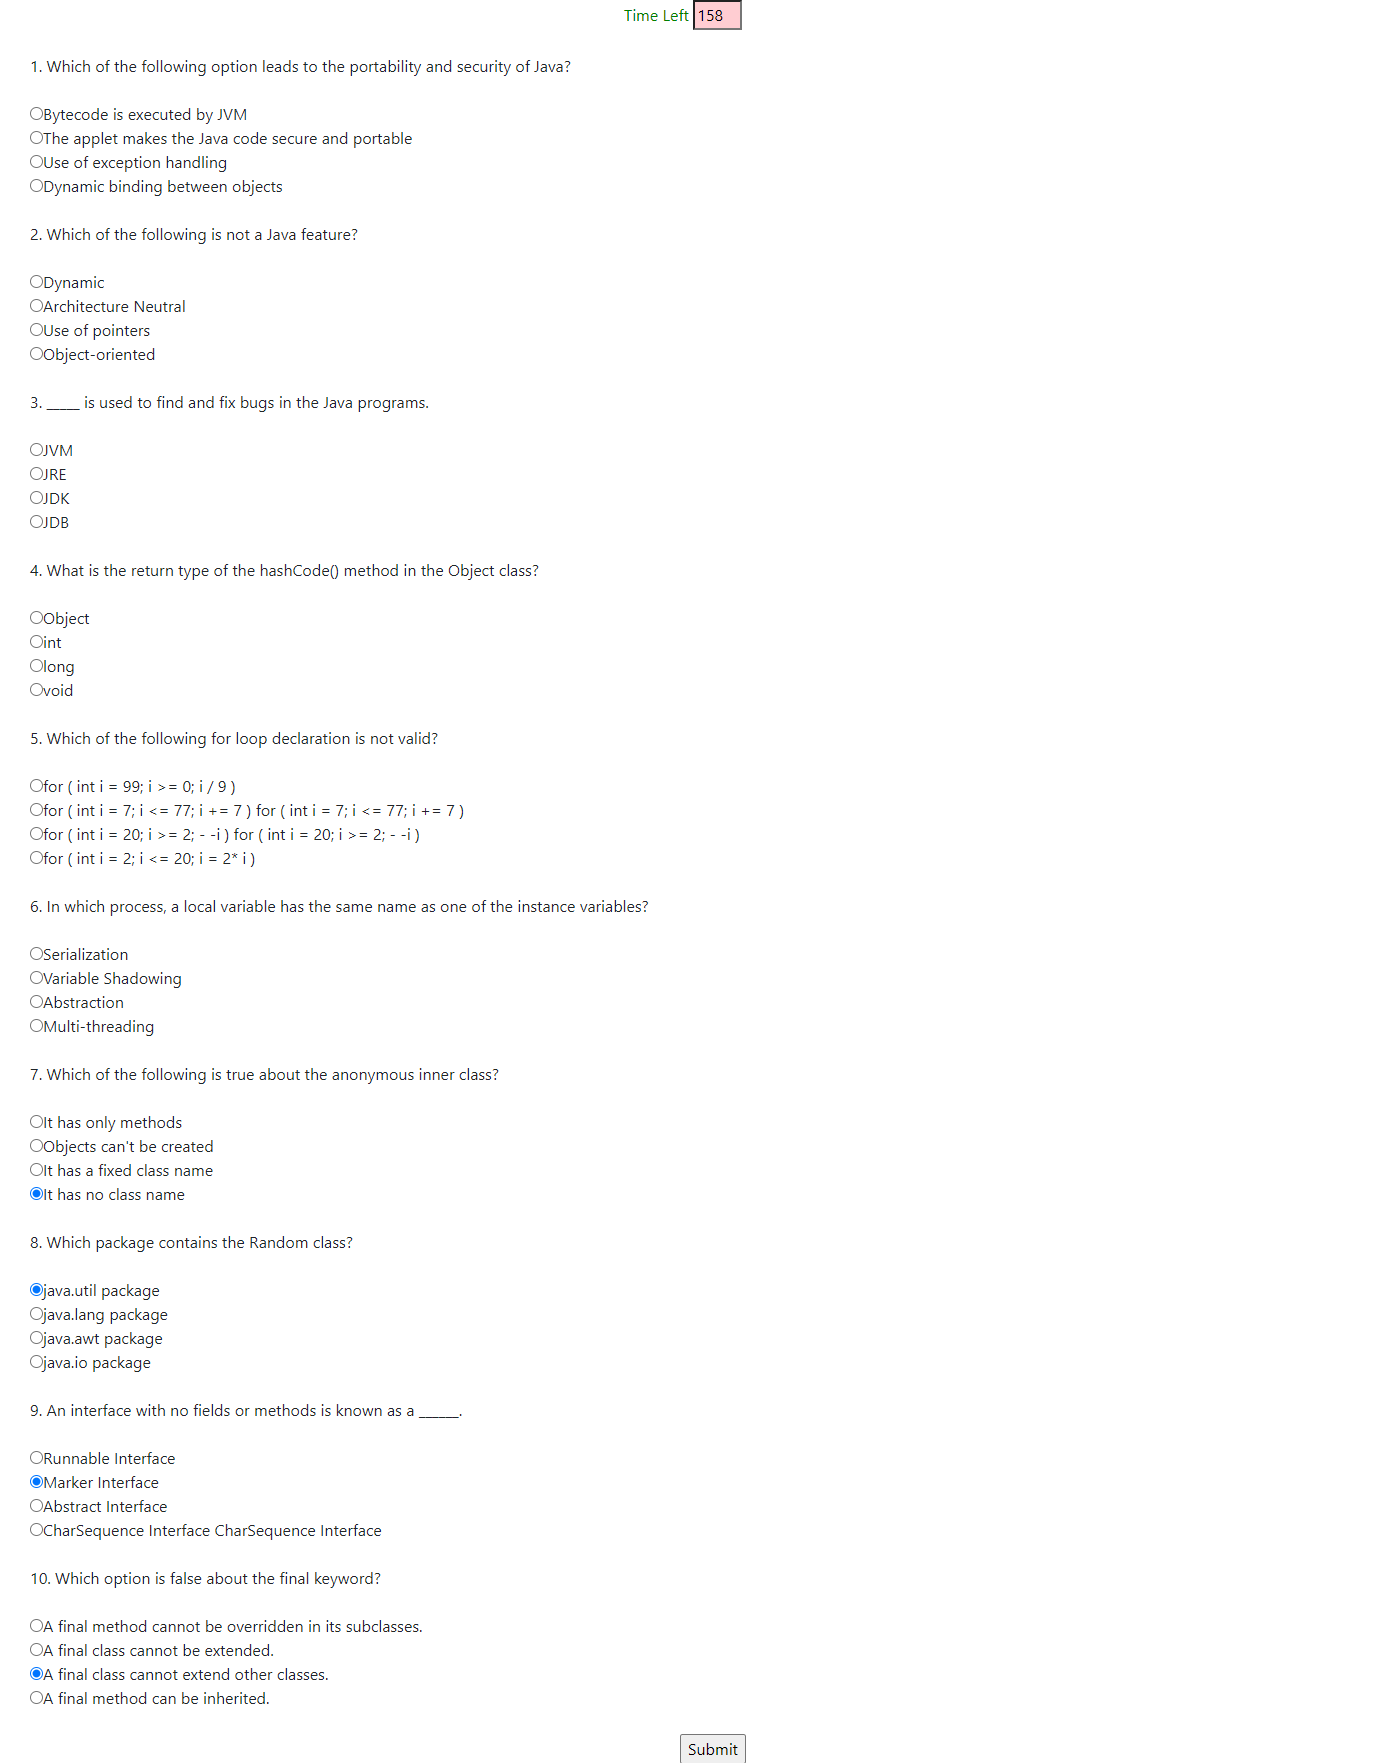 Time Left 158
1. Which of the following option leads to the portability and security of Java?
Bytecode is executed by JVM
The applet makes the Java code secure and portable
Use of exception handling
Dynamic binding between objects
2. Which of the following is not a Java feature?
Dynamic
Architecture Neutral
Use of pointers
Object-oriented
3. _____ is used to find and fix bugs in the Java programs.
JVM
JRE
JDK
JDB
4. What is the return type of the hashCode() method in the Object class?
Object
int
long
void
5. Which of the following for loop declaration is not valid?
for ( int i = 99; i >= 0; i / 9 )
for ( int i = 7; i <= 77; i += 7 ) for ( int i = 7; i <= 77; i += 7 )
for ( int i = 20; i >= 2; - -i ) for ( int i = 20; i >= 2; - -i )
for ( int i = 2; i <= 20; i = 2* i )
6. In which process, a local variable has the same name as one of the instance variables?
Serialization
Variable Shadowing
Abstraction
Multi-threading
7. Which of the following is true about the anonymous inner class?
It has only methods
Objects can't be created
It has a fixed class name
It has no class name
8. Which package contains the Random class?
java.util package
java.lang package
java.awt package
java.io package
9. An interface with no fields or methods is known as a ______.
Runnable Interface
Marker Interface
Abstract Interface
CharSequence Interface CharSequence Interface
10. Which option is false about the final keyword?
A final method cannot be overridden in its subclasses.
A final class cannot be extended.
A final class cannot extend other classes.
A final method can be inherited.
Submit